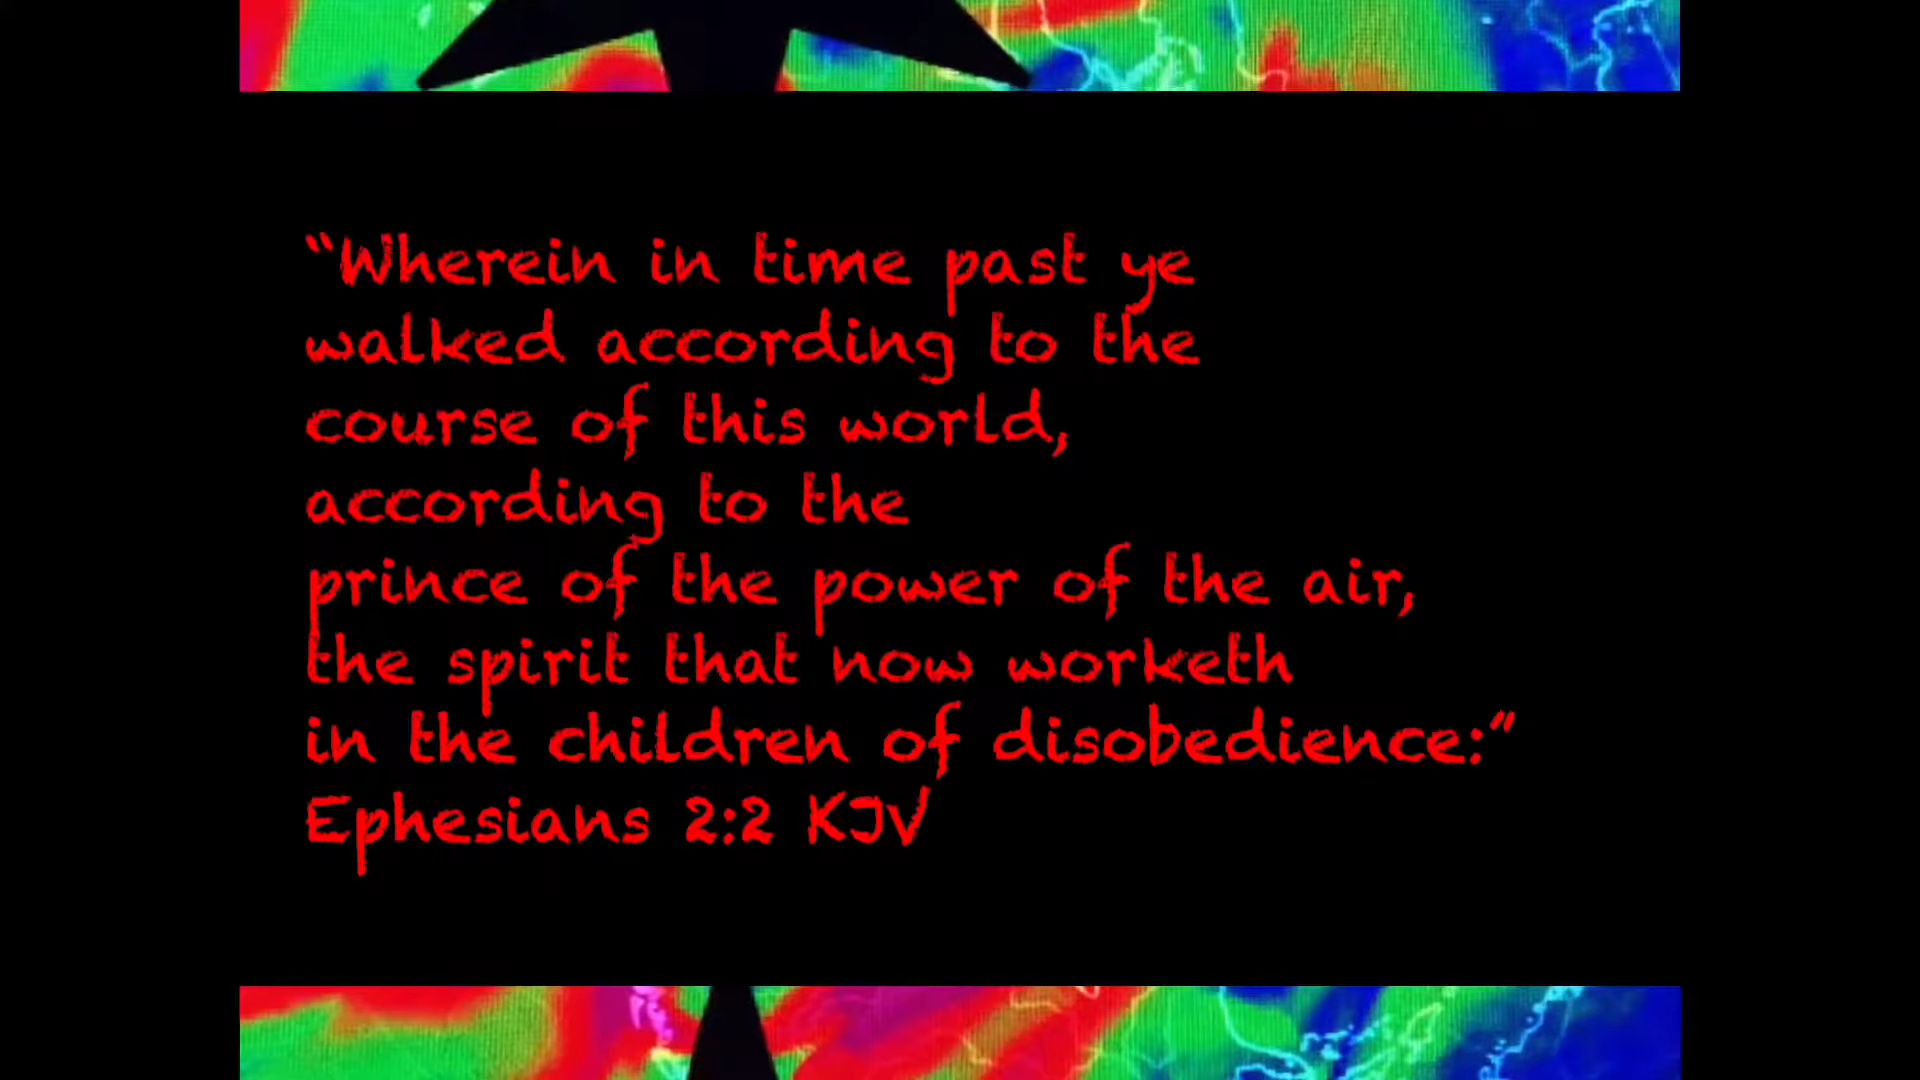 “Wherein in time past ye
walked according to the
course of this world,
according to the
prince of the power of the air,
the spirit that now worketh
in the children of disobedience:”
Ephesians 2:2 KJV